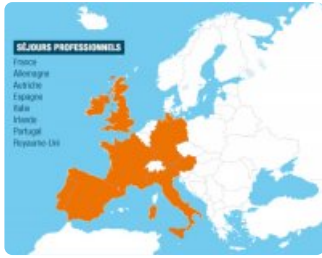 SÉJOURS PROFESSIONNELS
France
Allemagne
Autriche
Espagne
Italie
Irlande
Portugal
Royaume-Uni